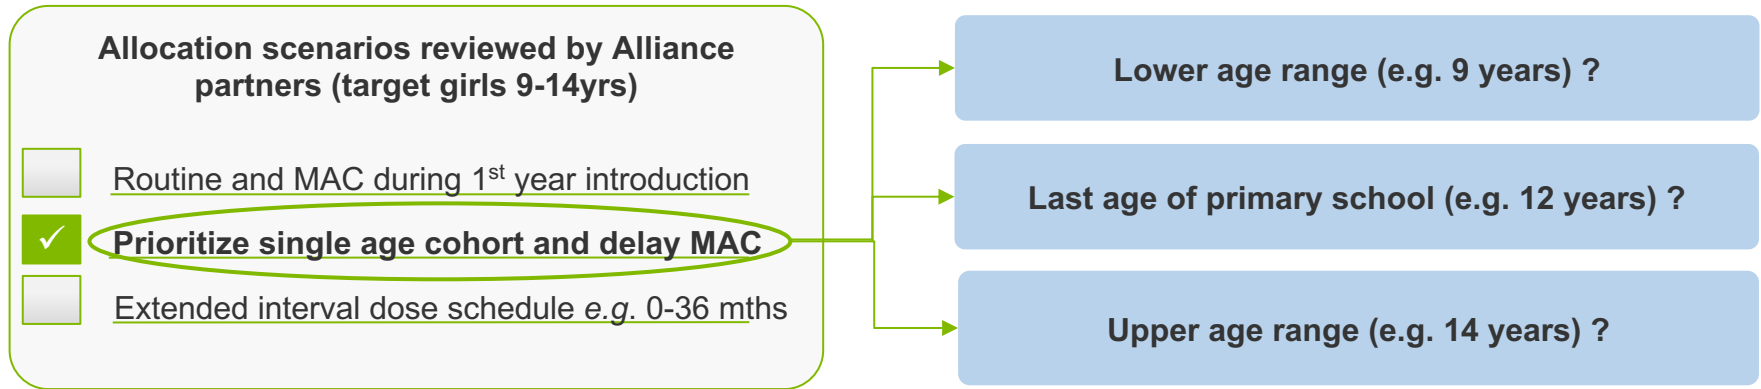 Allocation scenarios reviewed by Alliance
partners (target girls 9-14yrs)
Routine and MAC during 1st year introduction
✓ Prioritize single age cohort and delay MAC
Extended interval dose schedule e.g. 0-36 mths
Lower age range (e.g. 9 years) ?
Last age of primary school (e.g. 12 years) ?
Upper age range (e.g. 14 years) ?